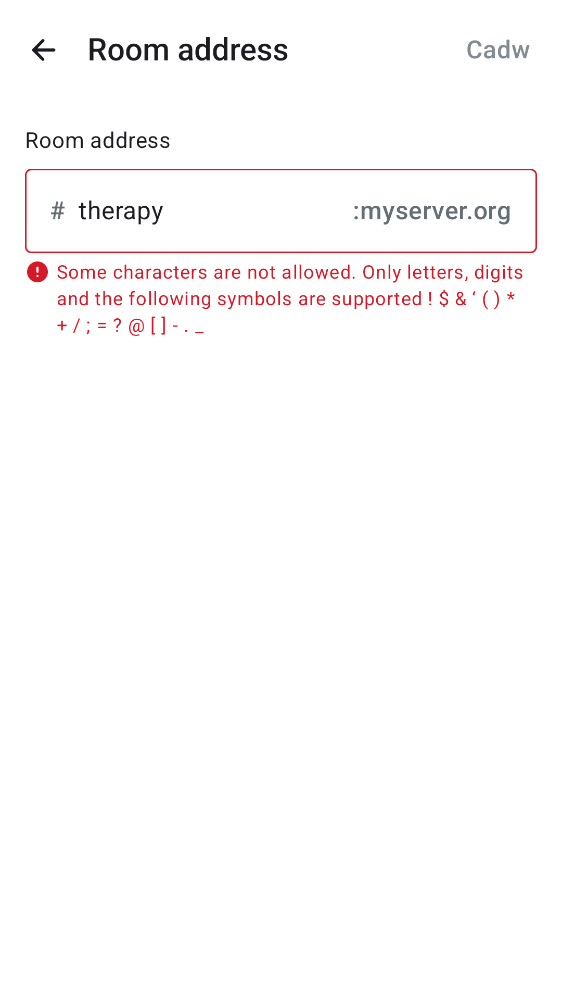 Room address Cadw
Room address
# therapy :myserver.org
Some characters are not allowed. Only letters, digits
and the following symbols are supported ! $ & ‘ ( ) *
+ / ; = ? @ [ ] - . _